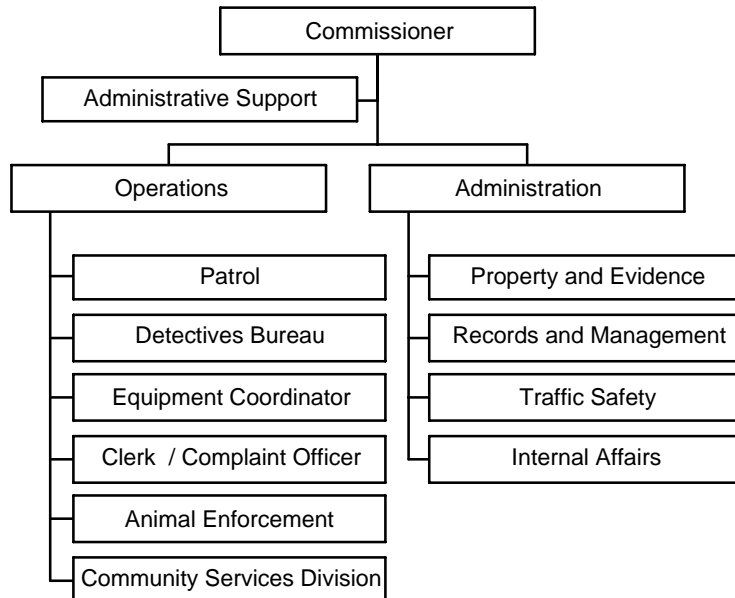 Commissioner
Administrative Support
Operations
Administration
Patrol
Property and Evidence
Detectives Bureau
Records and Management
Equipment Coordinator
Traffic Safety
Clerk / Complaint Officer
Internal Affairs
Animal Enforcement
Community Services Division